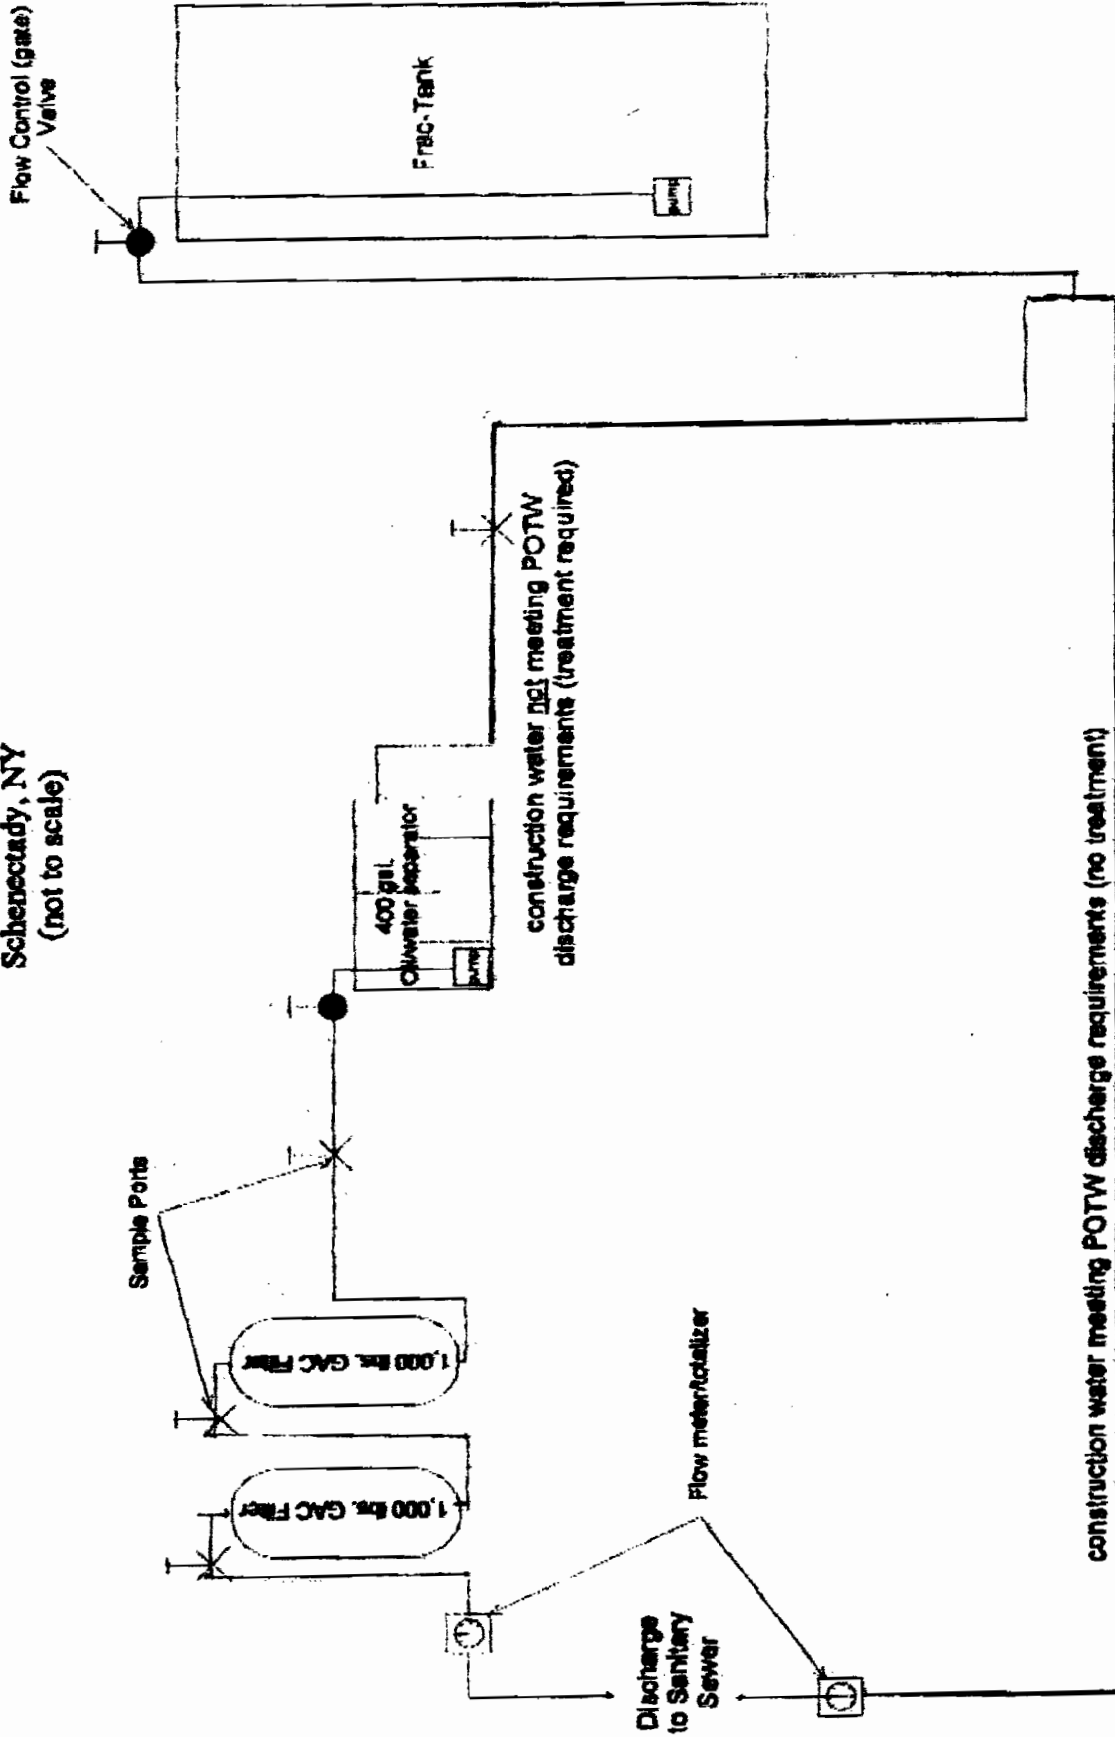 Schenectady, NY
(not to scale)
Flow Control (gate)
Valve
Frac-Tank
pump
Sample Ports
400 gal.
Oil/water separator
pump
1,000 lbs. GAC Filter
1,000 lbs. GAC Filter
construction water not meeting POTW
discharge requirements (treatment required)
Flow meter/totalizer
Discharge
to Sanitary
Sewer
construction water meeting POTW discharge requirements (no treatment)